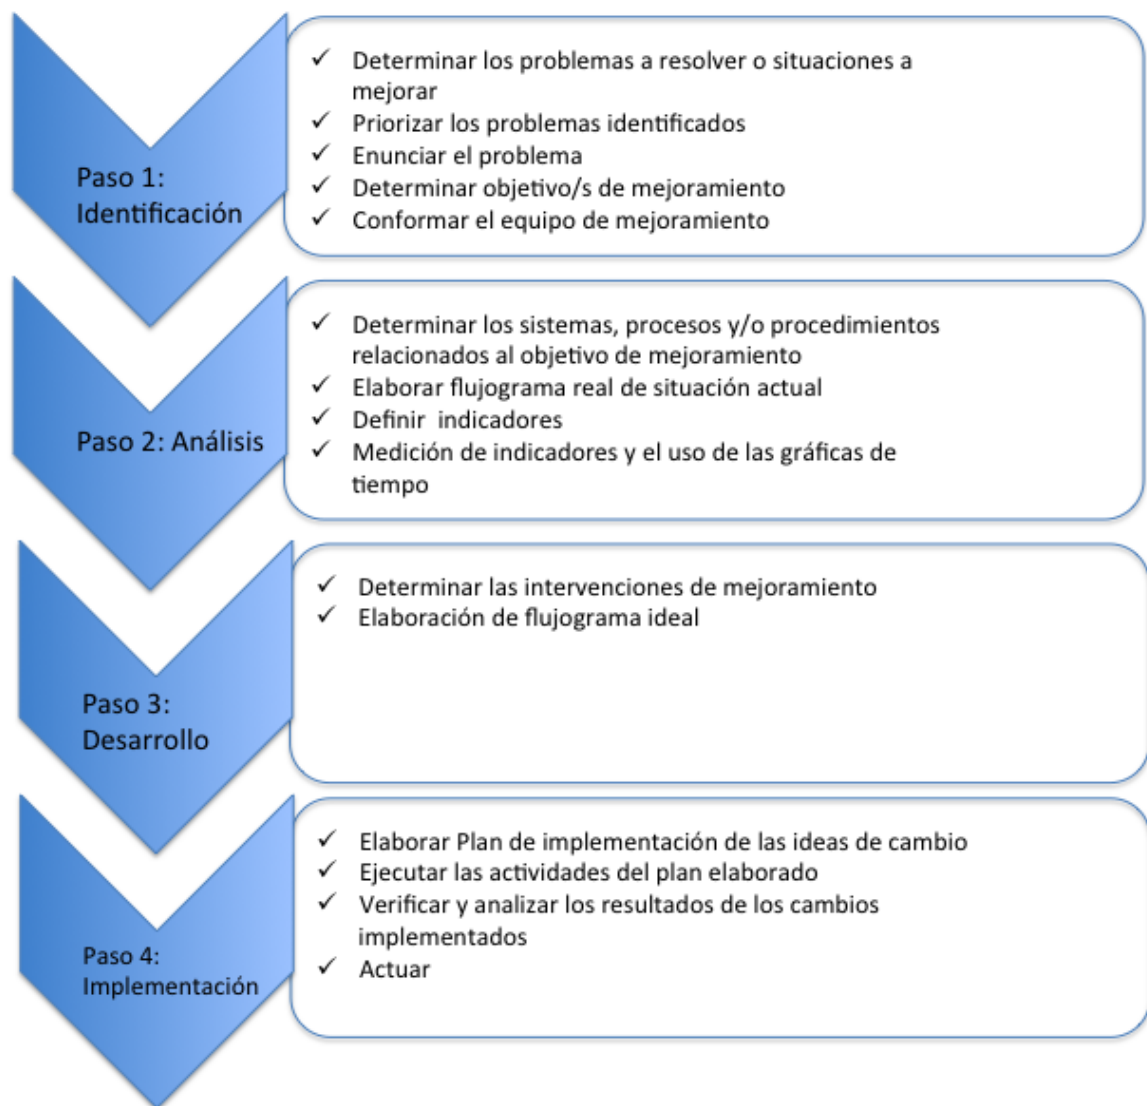 Paso 1:
Identificación
✓ Determinar los problemas a resolver o situaciones a
mejorar
✓ Priorizar los problemas identificados
✓ Enunciar el problema
✓ Determinar objetivo/s de mejoramiento
✓ Conformar el equipo de mejoramiento
Paso 2: Análisis
✓ Determinar los sistemas, procesos y/o procedimientos
relacionados al objetivo de mejoramiento
✓ Elaborar flujograma real de situación actual
✓ Definir indicadores
✓ Medición de indicadores y el uso de las gráficas de
tiempo
Paso 3:
Desarrollo
✓ Determinar las intervenciones de mejoramiento
✓ Elaboración de flujograma ideal
Paso 4:
Implementación
✓ Elaborar Plan de implementación de las ideas de cambio
✓ Ejecutar las actividades del plan elaborado
✓ Verificar y analizar los resultados de los cambios
implementados
✓ Actuar